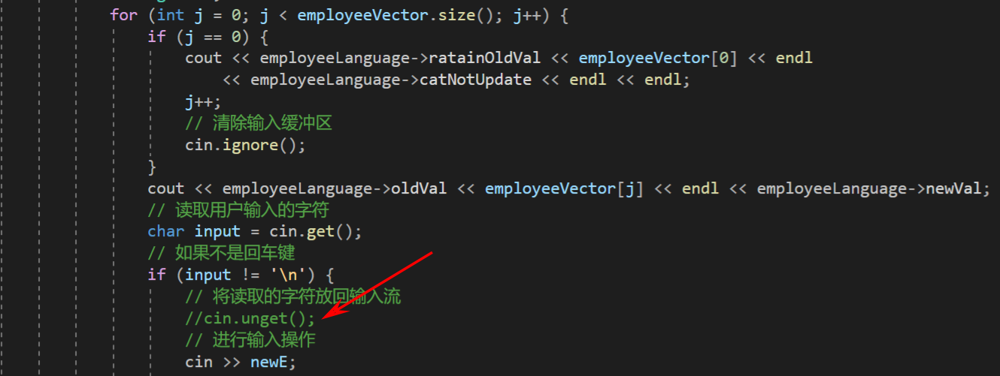 for (int j = 0; j < employeeVector.size(); j++) {
if (j == 0) {
cout << employeeLanguage->ratainOldVal << employeeVector[0] << endl
<< employeeLanguage->catNotUpdate << endl << endl;
j++;
// 清除输入缓冲区
cin.ignore();
}
cout << employeeLanguage->oldVal << employeeVector[j] << endl << employeeLanguage->newVal;
// 读取用户输入的字符
char input = cin.get();
// 如果不是回车键
if (input != '\n') {
// 将读取的字符放回输入流
//cin.unget();
// 进行输入操作
cin >> newE;